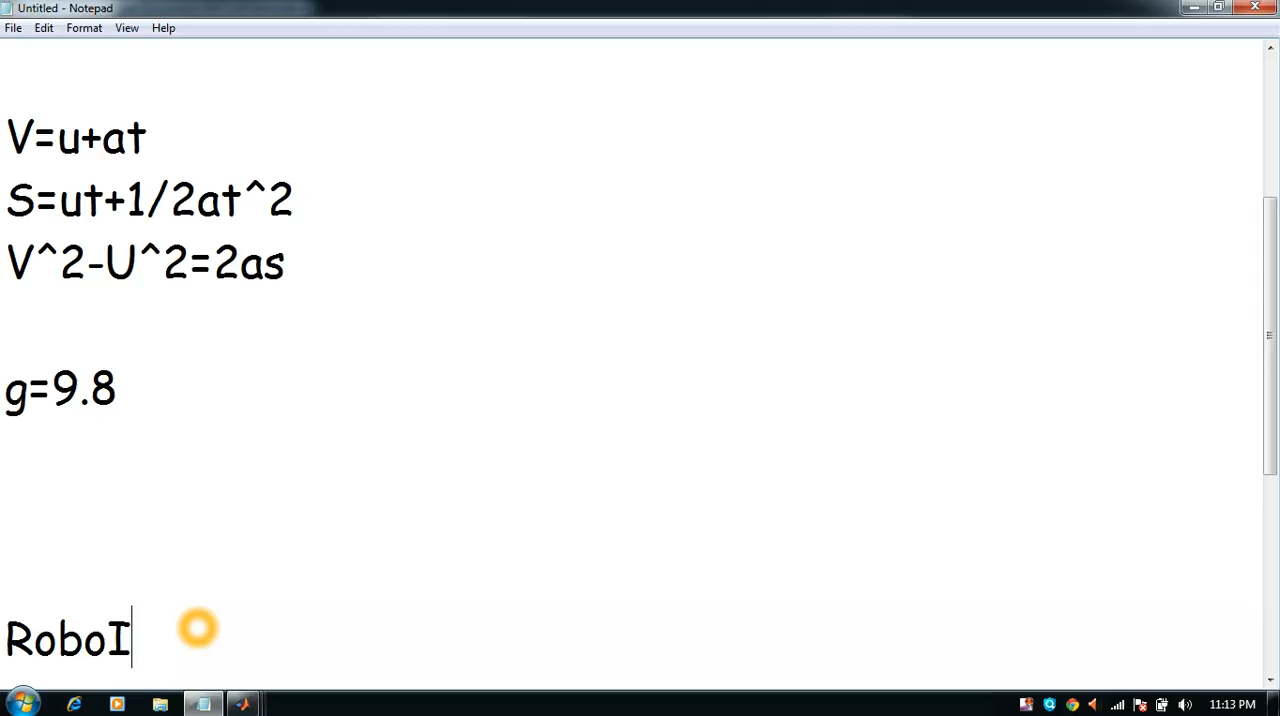 Untitled - Notepad
File Edit Format View Help
V=u+at
S=ut+1/2at^2
V^2-U^2=2as
g=9.8
RoboI
11:13 PM